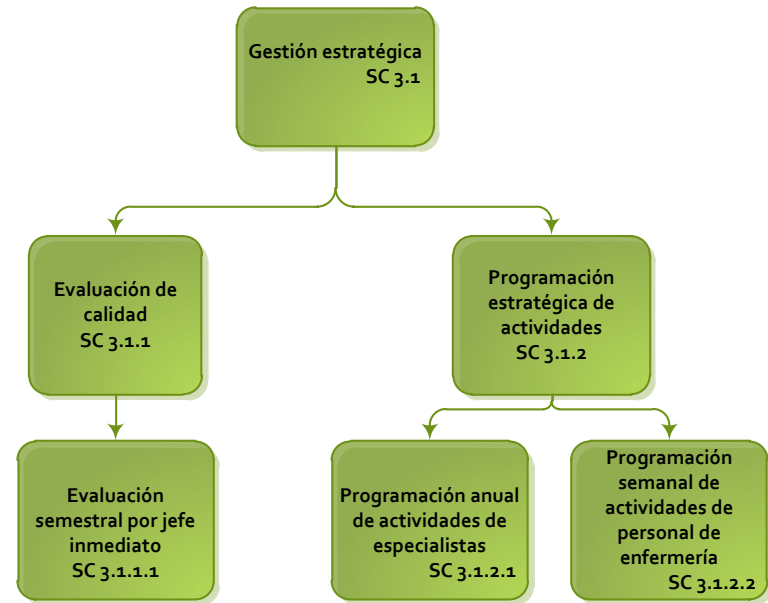 Gestión estratégica
SC 3.1
Evaluación de
calidad
SC 3.1.1
Programación
estratégica de
actividades
SC 3.1.2
Evaluación
semestral por jefe
inmediato
SC 3.1.1.1
Programación anual
de actividades de
especialistas
SC 3.1.2.1
Programación
semanal de
actividades de
personal de
enfermería
SC 3.1.2.2